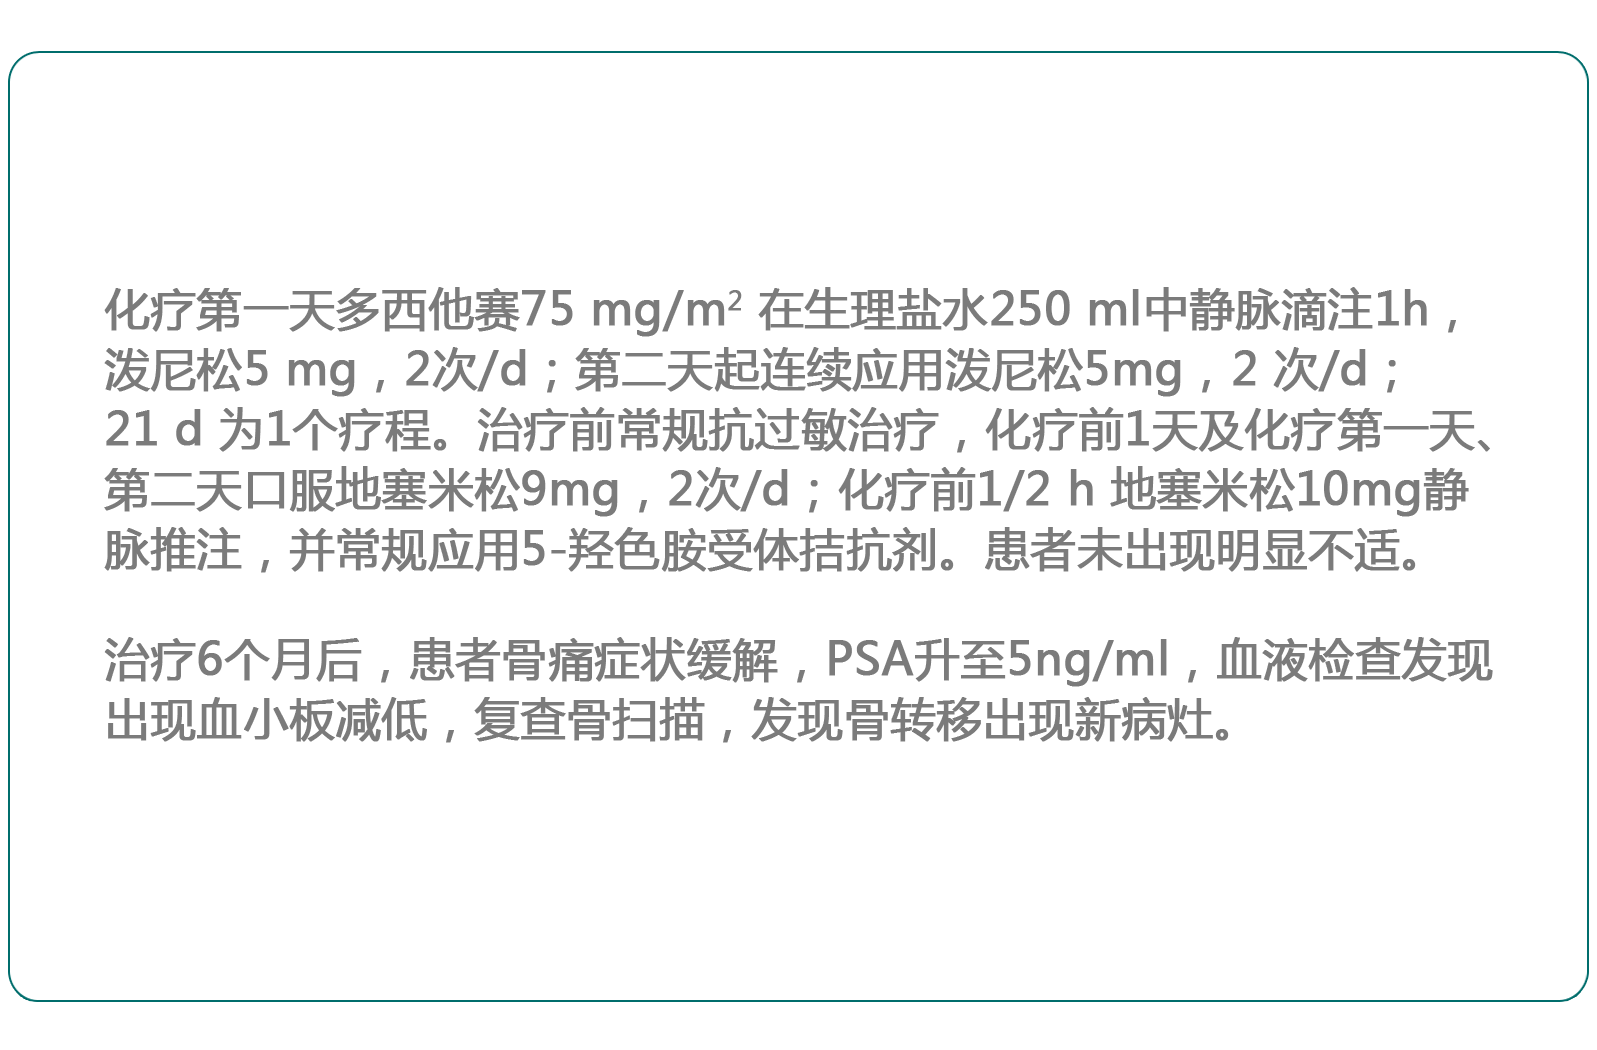 化疗第一天多西他赛75 mg/m² 在生理盐水250 ml中静脉滴注1h，
泼尼松5 mg，2次/d；第二天起连续应用泼尼松5mg，2 次/d；
21 d 为1个疗程。治疗前常规抗过敏治疗，化疗前1天及化疗第一天、
第二天口服地塞米松9mg，2次/d；化疗前1/2 h 地塞米松10mg静
脉推注，并常规应用5-羟色胺受体拮抗剂。患者未出现明显不适。
治疗6个月后，患者骨痛症状缓解，PSA升至5ng/ml，血液检查发现
出现血小板减低，复查骨扫描，发现骨转移出现新病灶。